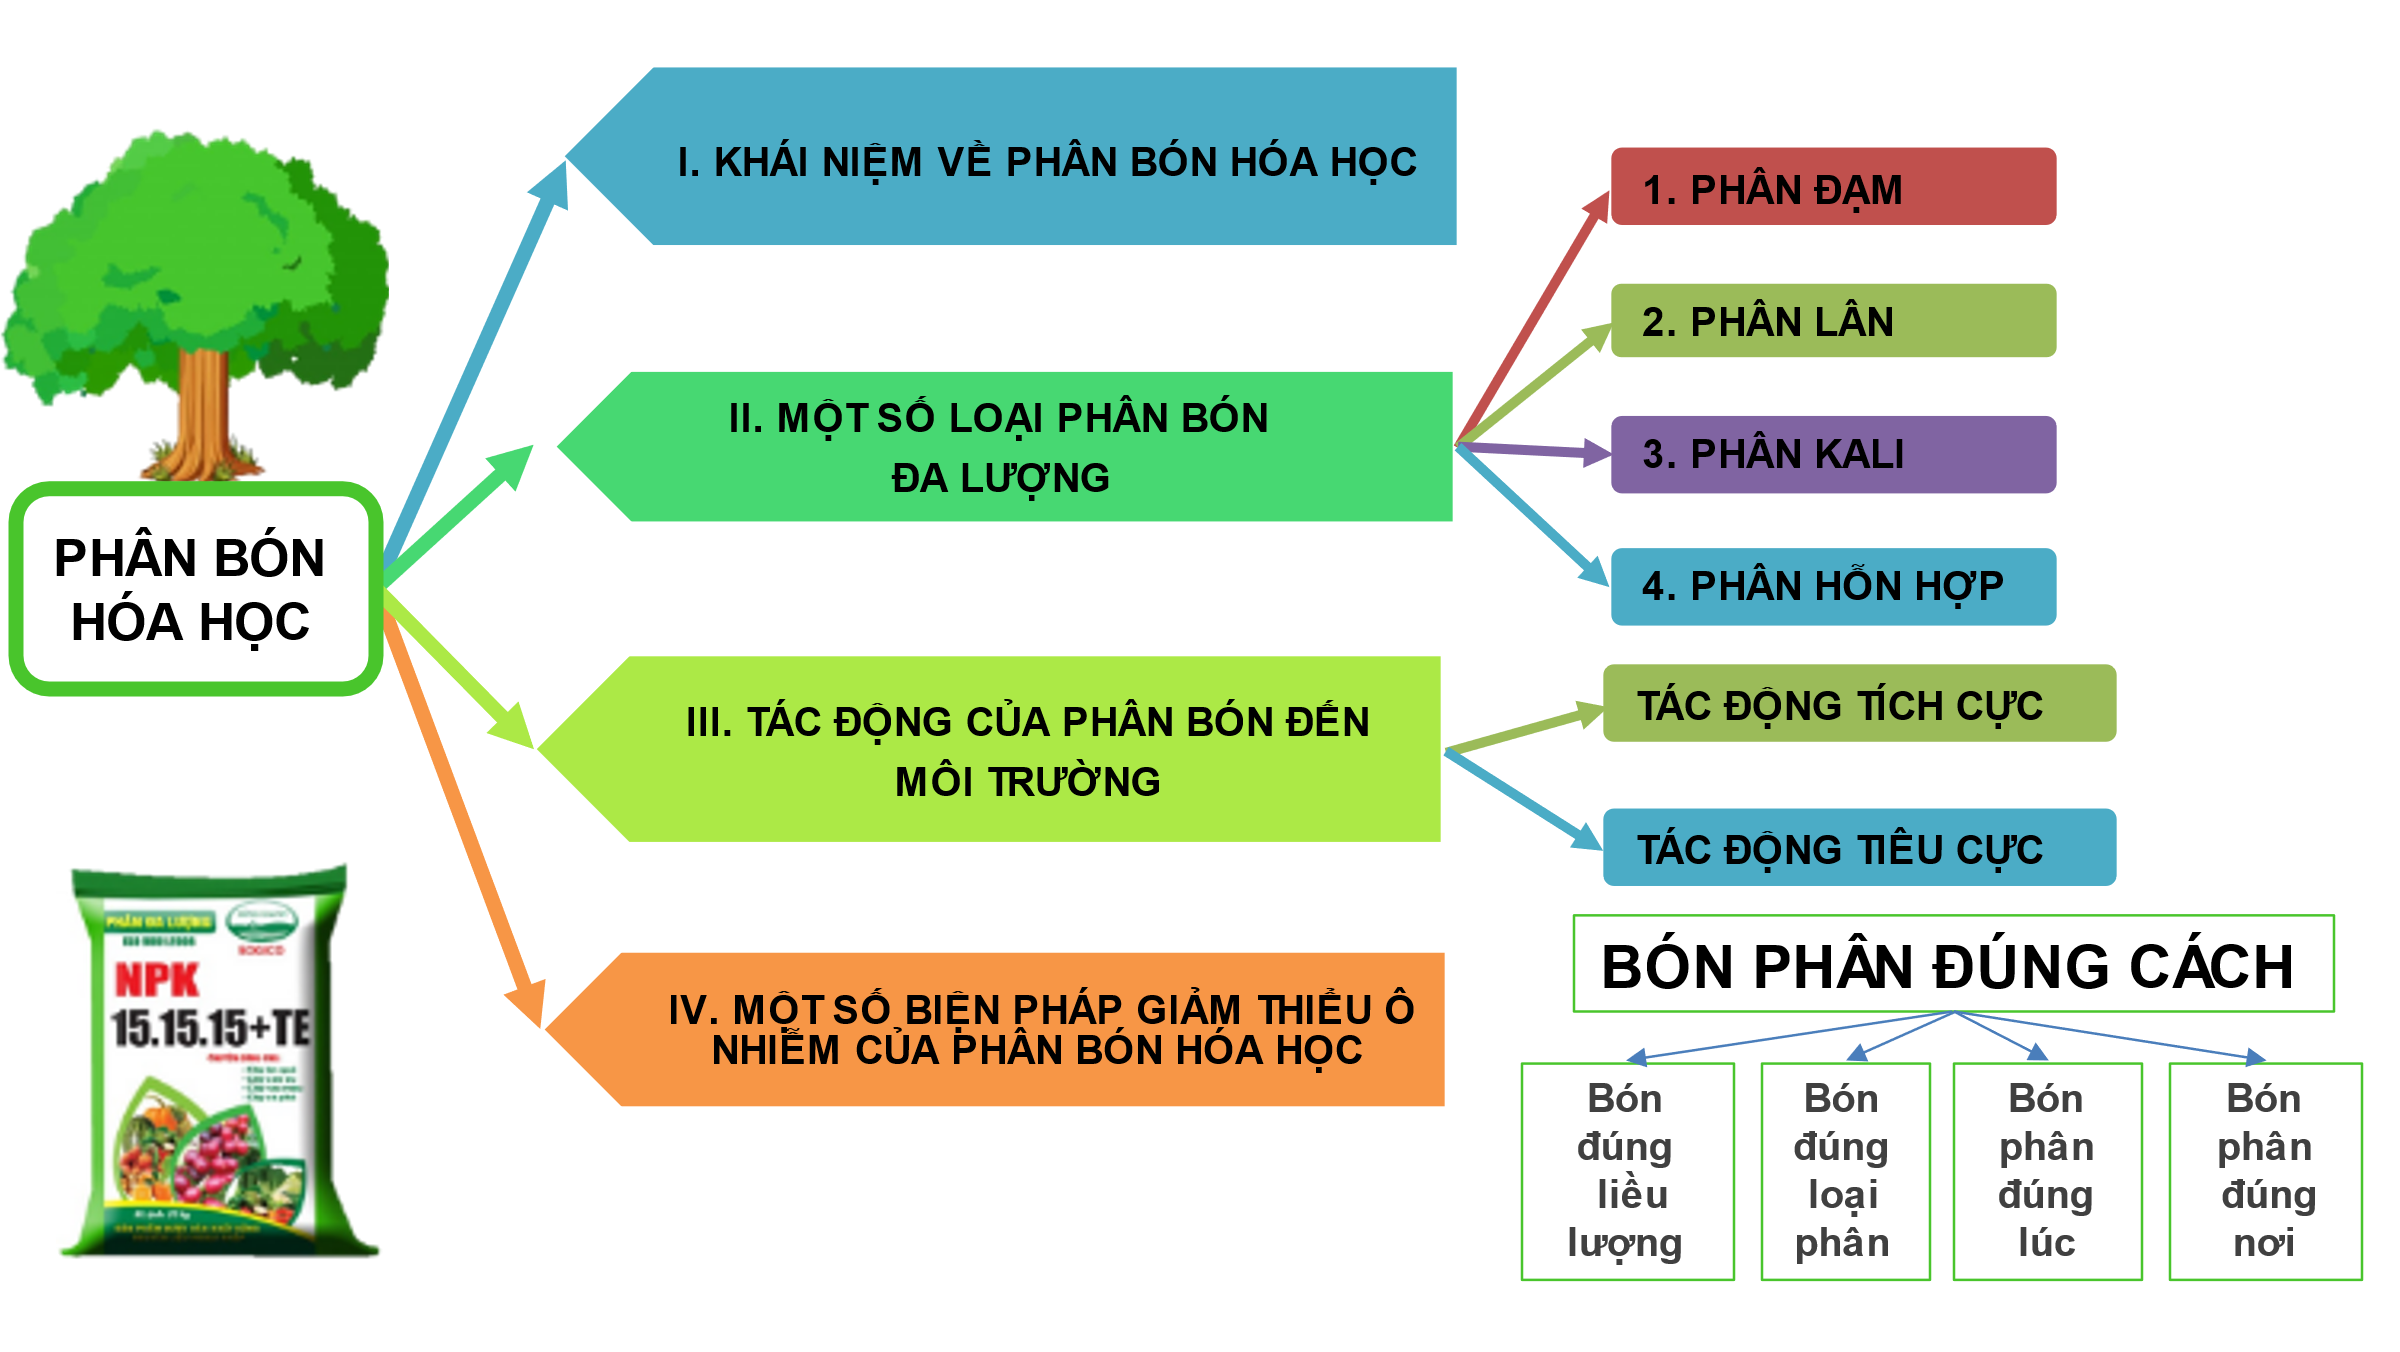 PHÂN BÓN
HÓA HỌC
I. KHÁI NIỆM VỀ PHÂN BÓN HÓA HỌC
II. MỘT SỐ LOẠI PHÂN BÓN
ĐA LƯỢNG
1. PHÂN ĐẠM
2. PHÂN LÂN
3. PHÂN KALI
4. PHÂN HỖN HỢP
III. TÁC ĐỘNG CỦA PHÂN BÓN ĐẾN
MÔI TRƯỜNG
TÁC ĐỘNG TÍCH CỰC
TÁC ĐỘNG TIÊU CỰC
IV. MỘT SỐ BIỆN PHÁP GIẢM THIỂU Ô
NHIỄM CỦA PHÂN BÓN HÓA HỌC
BÓN PHÂN ĐÚNG CÁCH
Bón
đúng
liều
lượng
Bón
đúng
loại
phân
Bón
phân
đúng
lúc
Bón
phân
đúng
nơi
PHÂN ĐA LƯỢNG
NPK
15.15.15+TE